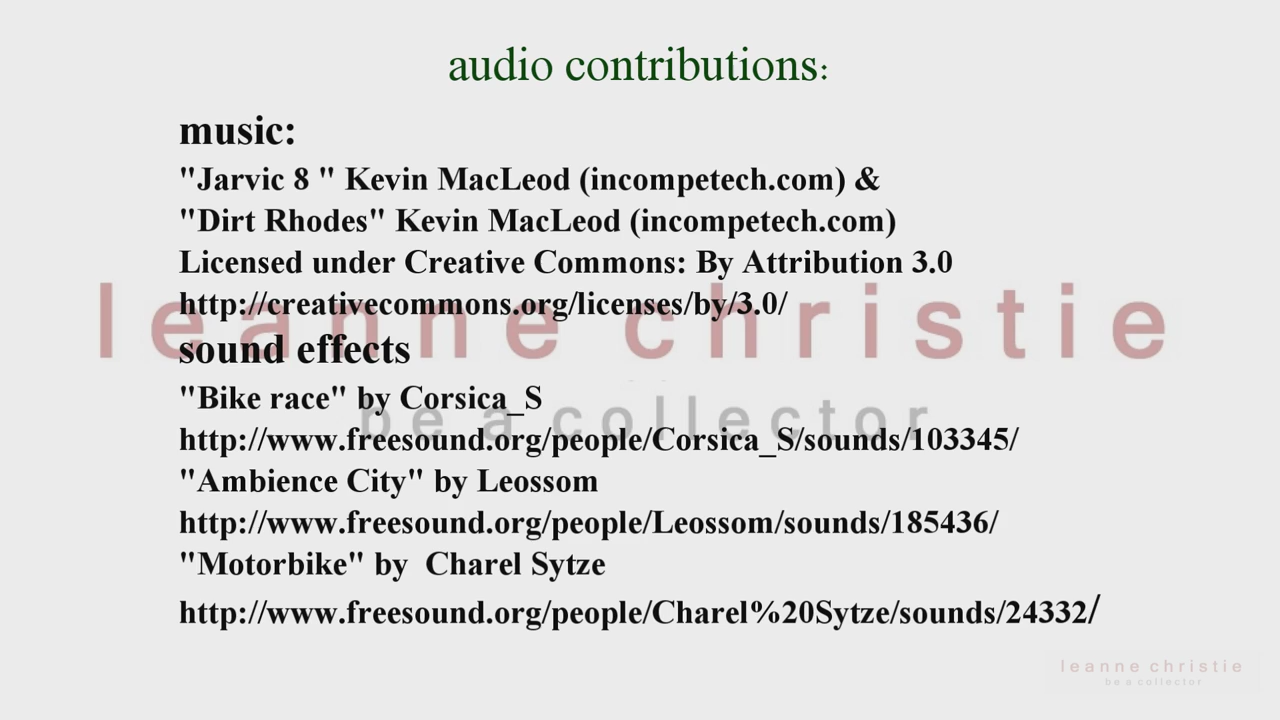 audio contributions:
music:
"Jarvic 8 " Kevin MacLeod (incompetech.com) &
"Dirt Rhodes" Kevin MacLeod (incompetech.com)
Licensed under Creative Commons: By Attribution 3.0
http://creativecommons.org/licenses/by/3.0/
leanne christie
sound effects
"Bike race" by Corsica_S
be a collector
http://www.freesound.org/people/Corsica_S/sounds/103345/
"Ambience City" by Leossom
http://www.freesound.org/people/Leossom/sounds/185436/
"Motorbike" by  Charel Sytze
http://www.freesound.org/people/Charel%20Sytze/sounds/24332/
leanne christie
be a collector